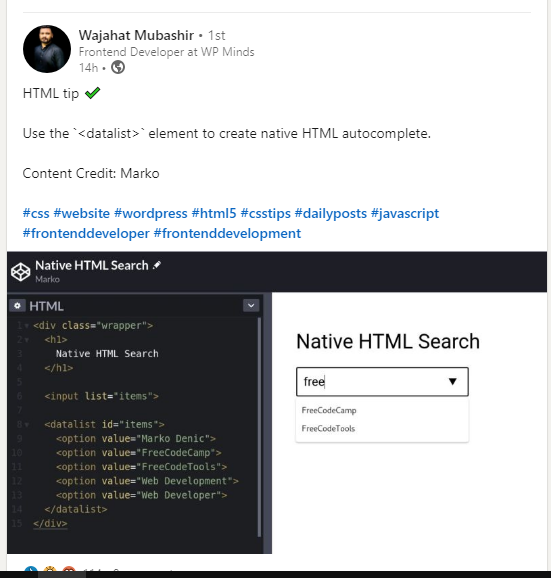 Wajahat Mubashir • 1st
Frontend Developer at WP Minds
14h •
HTML tip ✔
Use the `<datalist>` element to create native HTML autocomplete.
Content Credit: Marko
#css #website #wordpress #html5 #csstips #dailyposts #javascript
#frontenddeveloper #frontenddevelopment
Native HTML Search
Marko
HTML
1 <div class="wrapper">
2 <h1>
3 Native HTML Search
4 </h1>
5
6 <input list="items">
7
8 <datalist id="items">
9 <option value="Marko Denic">
10 <option value="FreeCodeCamp">
11 <option value="FreeCodeTools">
12 <option value="Web Development">
13 <option value="Web Developer">
14 </datalist>
15 </div>
Native HTML Search
free
FreeCodeCamp
FreeCodeTools